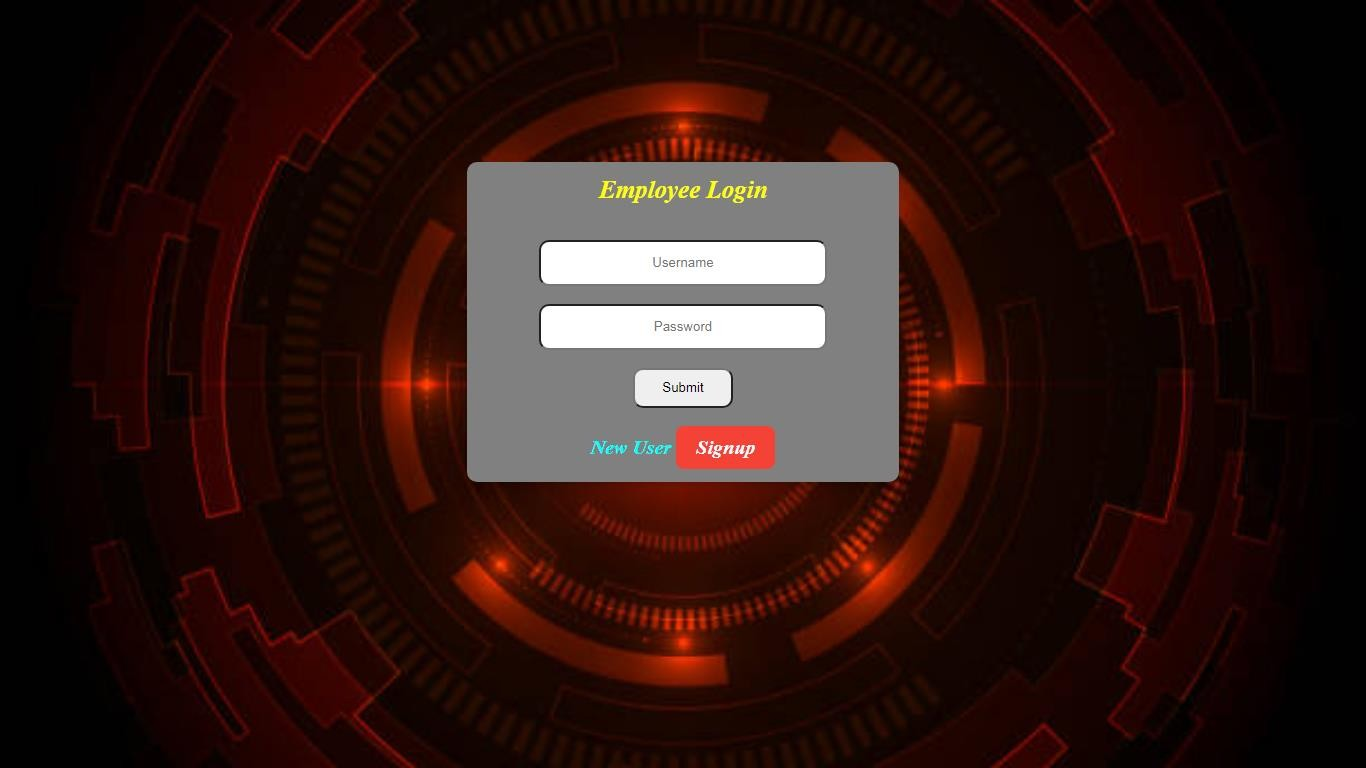 Employee Login
Username
Password
Submit
New User Signup